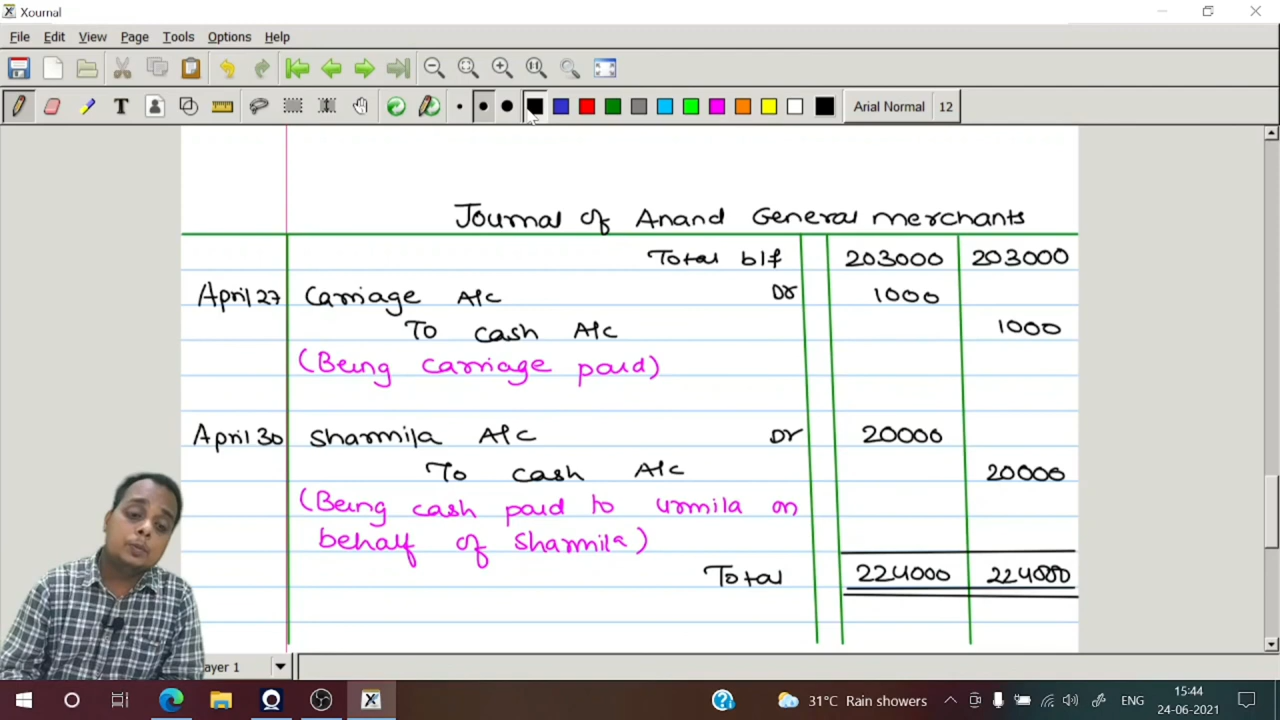 Xournal
File Edit View Page Tools Options Help
Arial Normal 12
Journal of Anand General merchants
Total b/f 203000 203000
April 27 Carriage A/c Dr 1000
To cash A/c 1000
(Being carriage paid)
April 30 Sharmila A/c Dr 20000
To cash A/c 20000
(Being cash paid to urmila on
behalf of Sharmila)
Total 224000 224000
ayer 1
31°C Rain showers ENG 15:44
24-06-2021